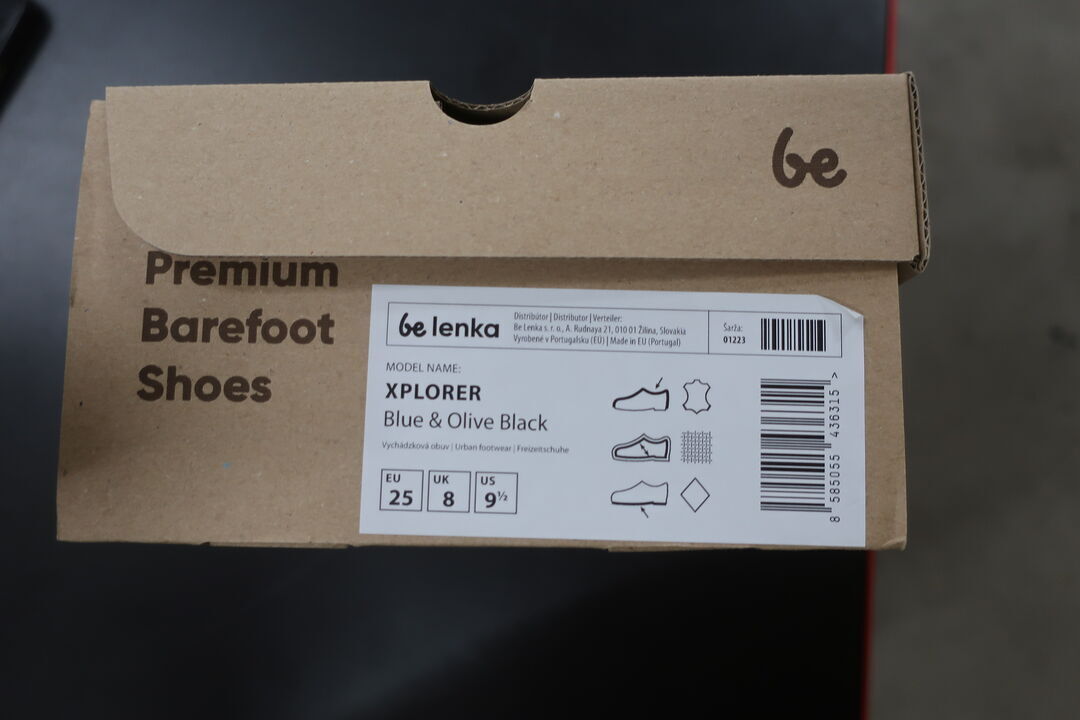 be
Premium
Barefoot
Shoes
be lenka
Distribútor | Distributor | Verteiler:
Be Lenka s. r. o., A. Rudnaya 21, 010 01 Žilina, Slovakia
Vyrobené v Portugalsku (EÚ) | Made in EU (Portugal)
Šarža:
01223
MODEL NAME:
XPLORER
Blue & Olive Black
Vychádzková obuv | Urban footwear | Freizeitschuhe
EU
25
UK
8
US
9½
8 585055 436315 >